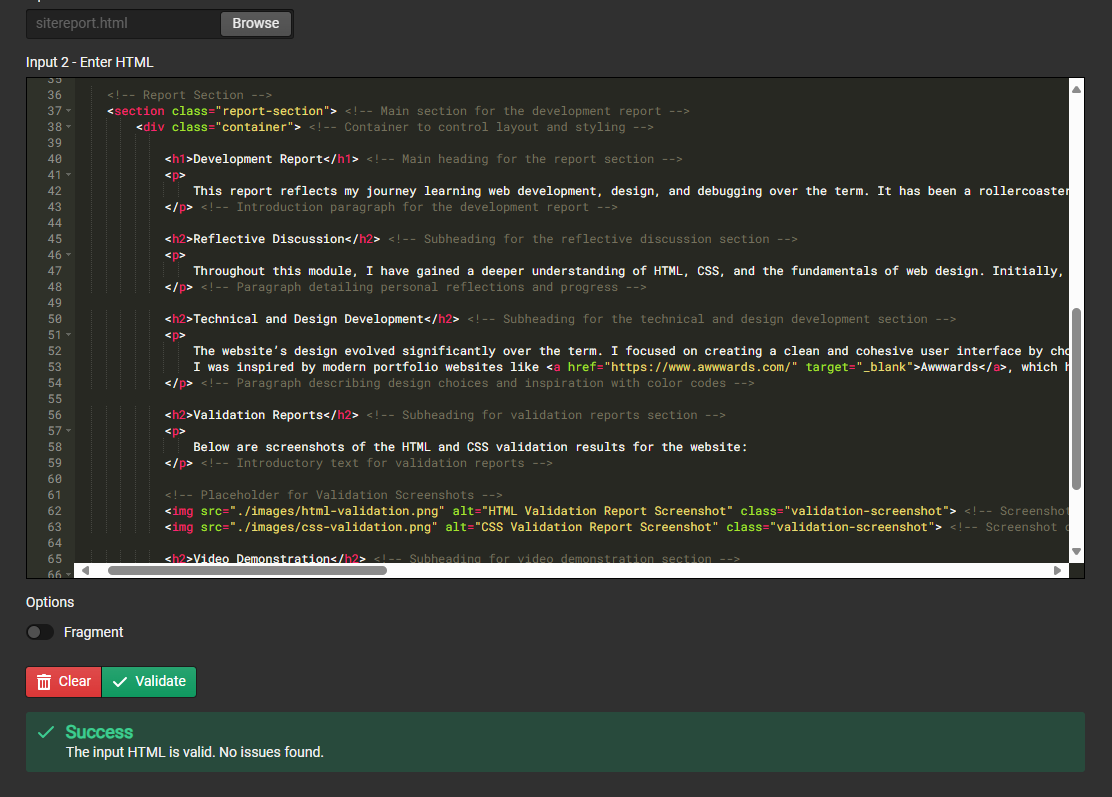 sitereport.html Browse
Input 2 - Enter HTML
35
36 <!-- Report Section -->
37 <section class="report-section"> <!-- Main section for the development report -->
38 <div class="container"> <!-- Container to control layout and styling -->
39
40 <h1>Development Report</h1> <!-- Main heading for the report section -->
41 <p>
42 This report reflects my journey learning web development, design, and debugging over the term. It has been a rollercoaster
43 </p> <!-- Introduction paragraph for the development report -->
44
45 <h2>Reflective Discussion</h2> <!-- Subheading for the reflective discussion section -->
46 <p>
47 Throughout this module, I have gained a deeper understanding of HTML, CSS, and the fundamentals of web design. Initially,
48 </p> <!-- Paragraph detailing personal reflections and progress -->
49
50 <h2>Technical and Design Development</h2> <!-- Subheading for the technical and design development section -->
51 <p>
52 The website's design evolved significantly over the term. I focused on creating a clean and cohesive user interface by
53 I was inspired by modern portfolio websites like <a href="https://www.awwwards.com/" target="_blank">Awwwards</a>, which
54 </p> <!-- Paragraph describing design choices and inspiration with color codes -->
55
56 <h2>Validation Reports</h2> <!-- Subheading for validation reports section -->
57 <p>
58 Below are screenshots of the HTML and CSS validation results for the website:
59 </p> <!-- Introductory text for validation reports -->
60
61 <!-- Placeholder for Validation Screenshots -->
62 <img src="./images/html-validation.png" alt="HTML Validation Report Screenshot" class="validation-screenshot"> <!-- Screenshot
63 <img src="./images/css-validation.png" alt="CSS Validation Report Screenshot" class="validation-screenshot"> <!-- Screenshot
64
65 <h2>Video Demonstration</h2> <!-- Subheading for video demonstration section -->
66
Options
Fragment
Clear Validate
Success
The input HTML is valid. No issues found.